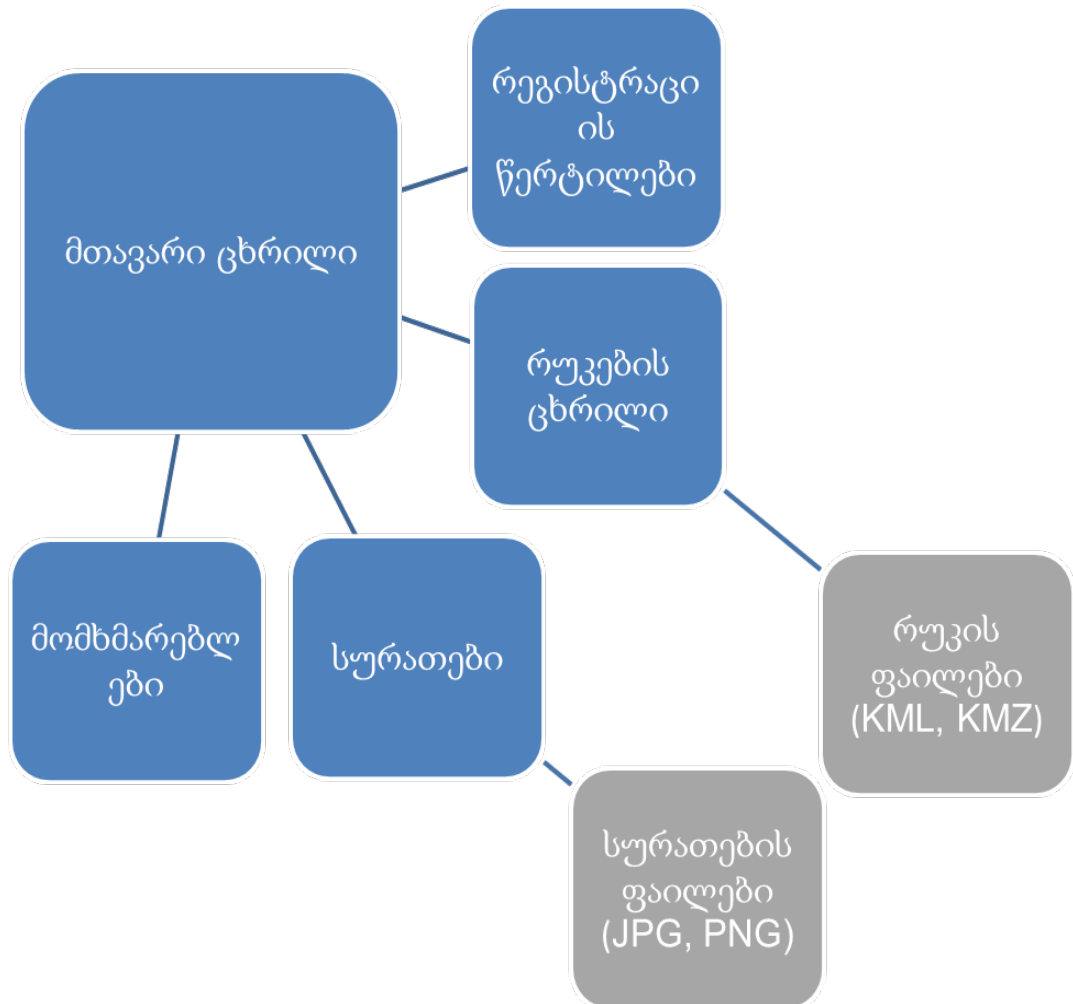 რეგისტრაცი
ის
წერტილები
მთავარი ცხრილი
რუკების
ცხრილი
მომხმარებლ
ები
სურათები
რუკის
ფაილები
(KML, KMZ)
სურათების
ფაილები
(JPG, PNG)